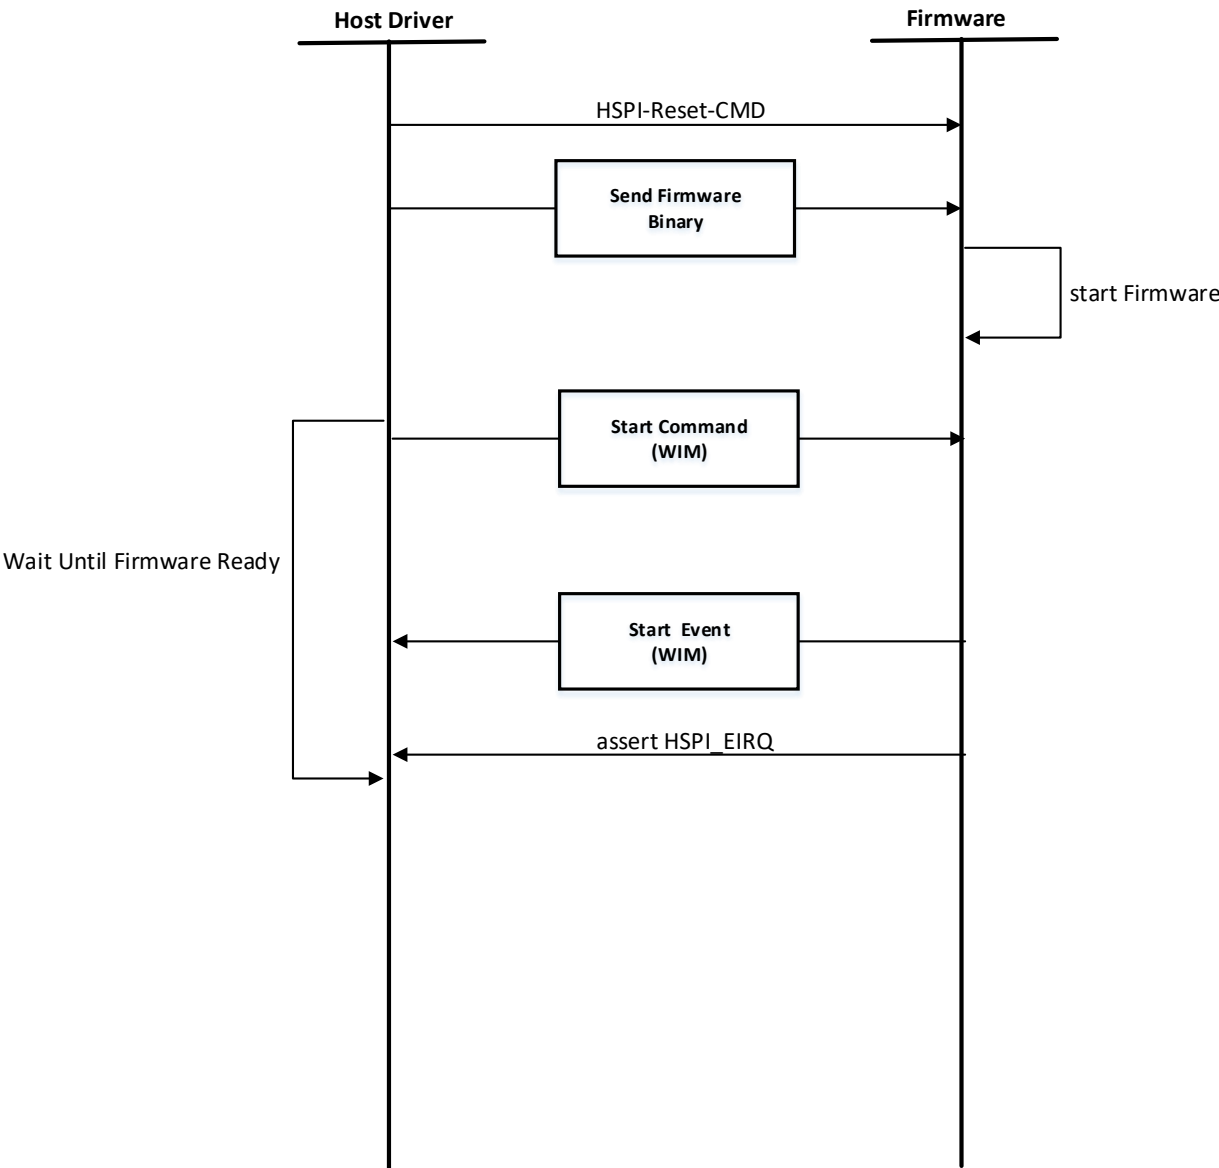 Host Driver
Firmware
HSPI-Reset-CMD
Send Firmware
Binary
start Firmware
Start Command
(WIM)
Wait Until Firmware Ready
Start Event
(WIM)
assert HSPI_EIRQ